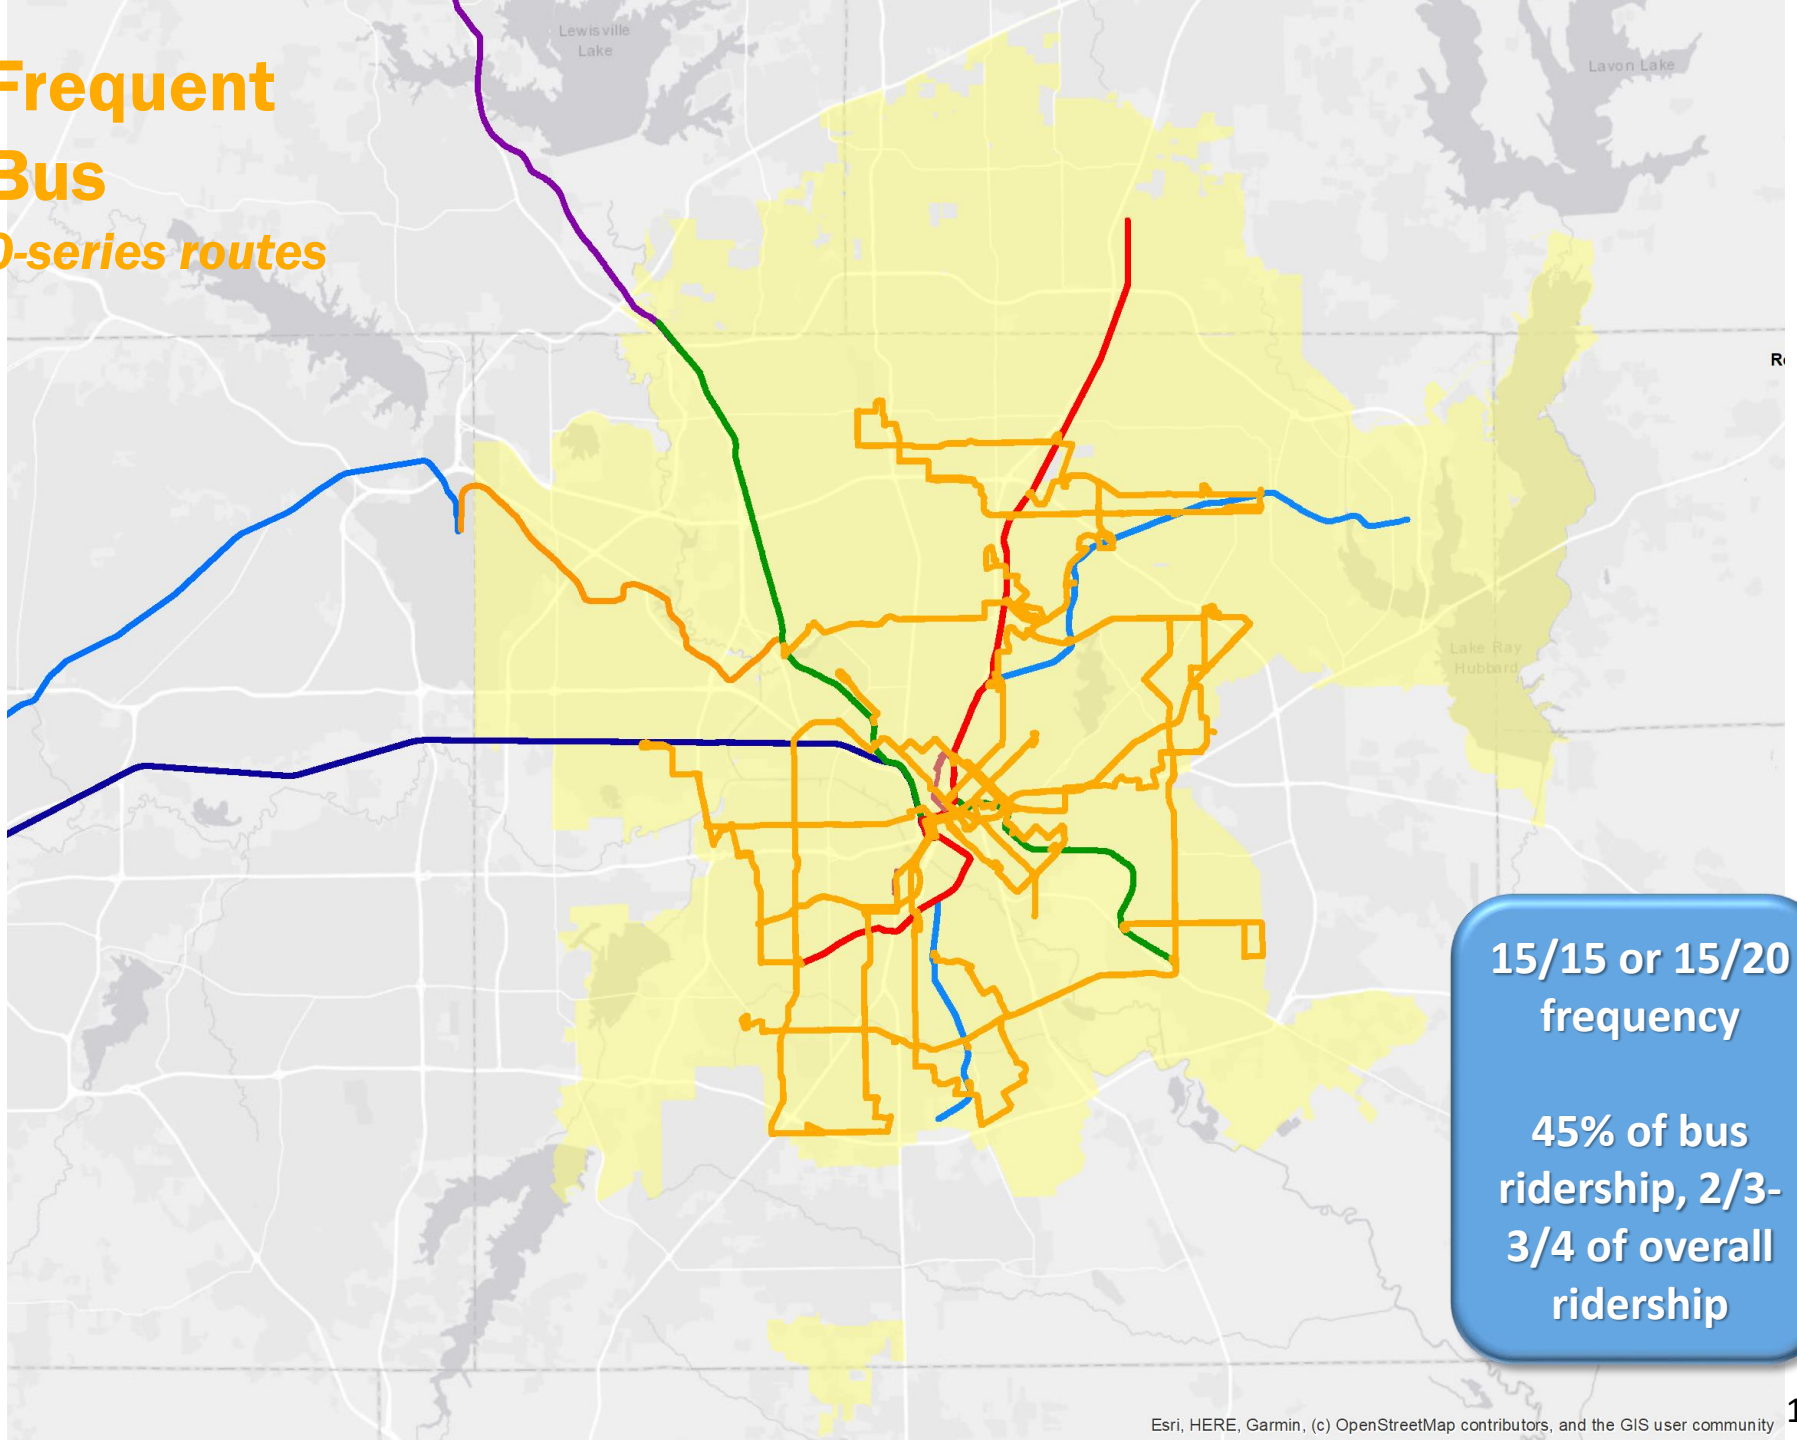 Frequent
Bus
0-series routes
Lewisville
Lake
Lavon Lake
Lake Ray
Hubbard
15/15 or 15/20
frequency
45% of bus
ridership, 2/3-
3/4 of overall
ridership
Esri, HERE, Garmin, (c) OpenStreetMap contributors, and the GIS user community